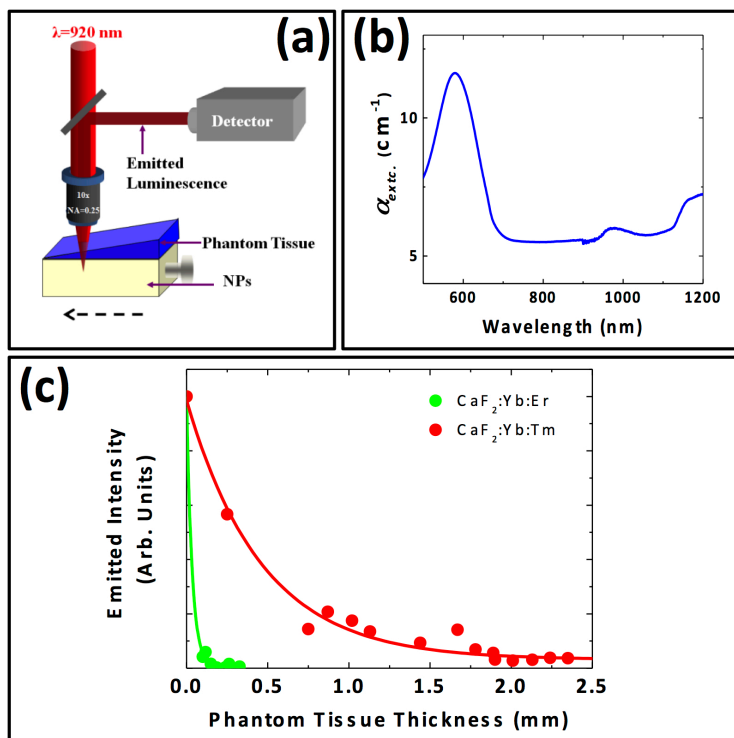 (a)
λ=920 nm
Detector
Emitted
Luminescence
10x
NA=0.25
Phantom Tissue
NPs
(b)
α_extc. (cm⁻¹)
10
5
600 800 1000 1200
Wavelength (nm)
(c)
CaF₂:Yb:Er
CaF₂:Yb:Tm
Emitted Intensity
(Arb. Units)
0.0 0.5 1.0 1.5 2.0 2.5
Phantom Tissue Thickness (mm)